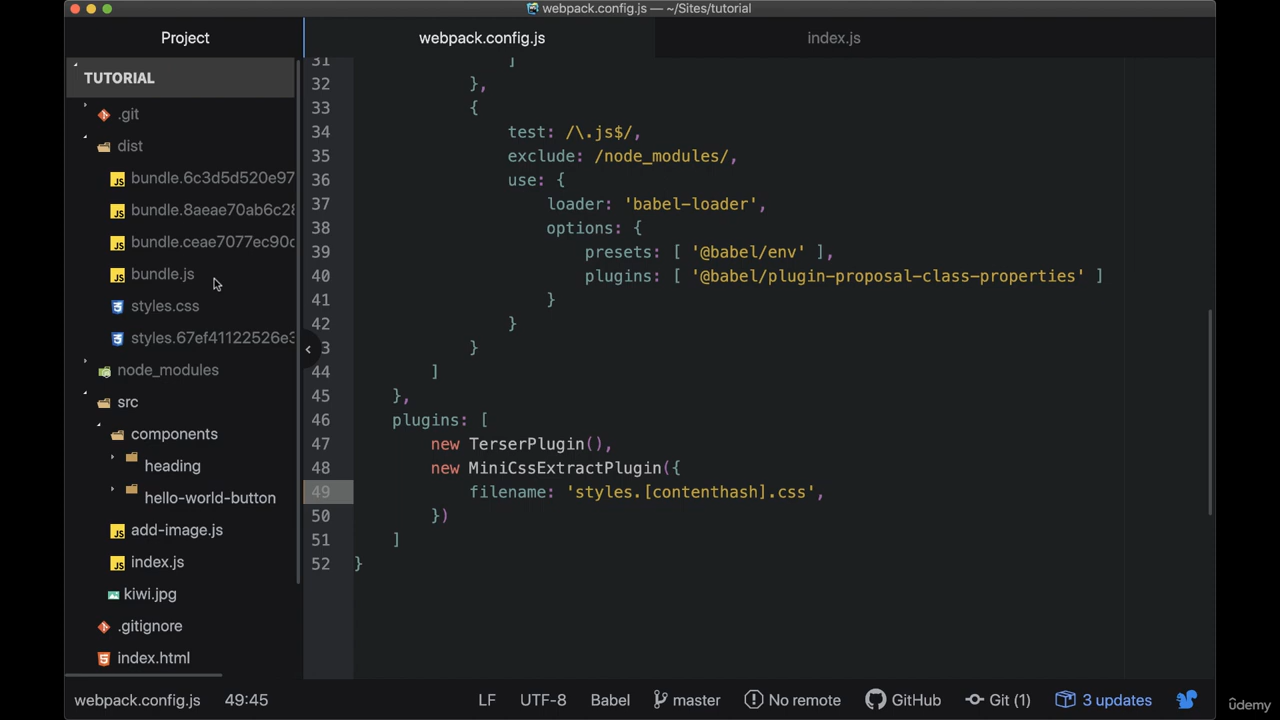 webpack.config.js — ~/Sites/tutorial
Project
webpack.config.js
index.js
TUTORIAL
.git
dist
bundle.6c3d5d520e97
bundle.8aeae70ab6c28
bundle.ceae7077ec90c
bundle.js
styles.css
styles.67ef41122526e3
node_modules
src
components
heading
hello-world-button
add-image.js
index.js
kiwi.jpg
.gitignore
index.html
31 ]
32 },
33 {
34 test: /\.js$/,
35 exclude: /node_modules/,
36 use: {
37 loader: 'babel-loader',
38 options: {
39 presets: [ '@babel/env' ],
40 plugins: [ '@babel/plugin-proposal-class-properties' ]
41 }
42 }
3 }
44 ]
45 },
46 plugins: [
47 new TerserPlugin(),
48 new MiniCssExtractPlugin({
49 filename: 'styles.[contenthash].css',
50 })
51 ]
52 }
webpack.config.js 49:45 LF UTF-8 Babel master No remote GitHub Git (1) 3 updates
ûdemy